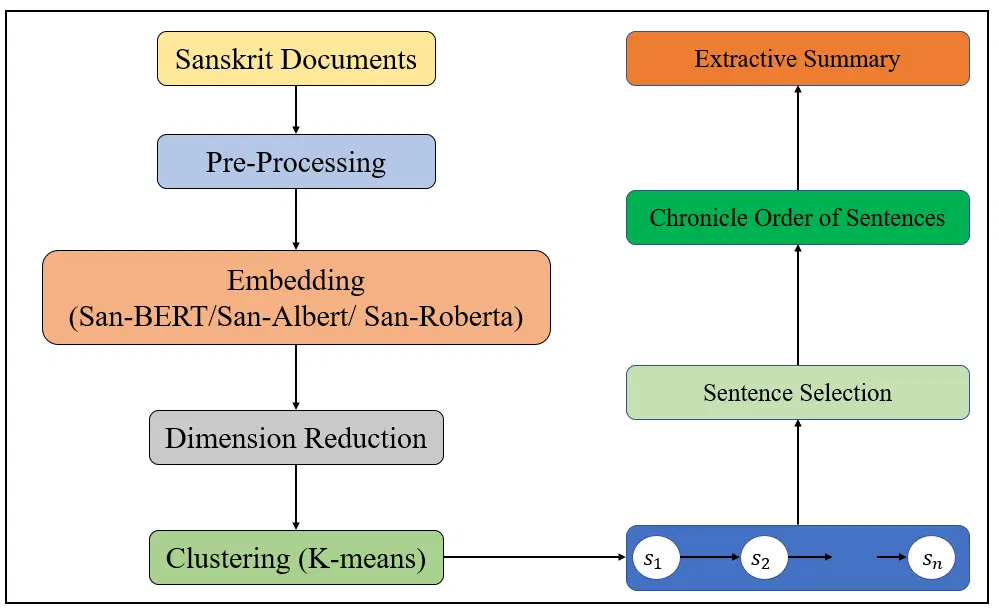 Sanskrit Documents
Pre-Processing
Embedding
(San-BERT/San-Albert/ San-Roberta)
Dimension Reduction
Clustering (K-means)
s₁
s₂
sₙ
Sentence Selection
Chronicle Order of Sentences
Extractive Summary